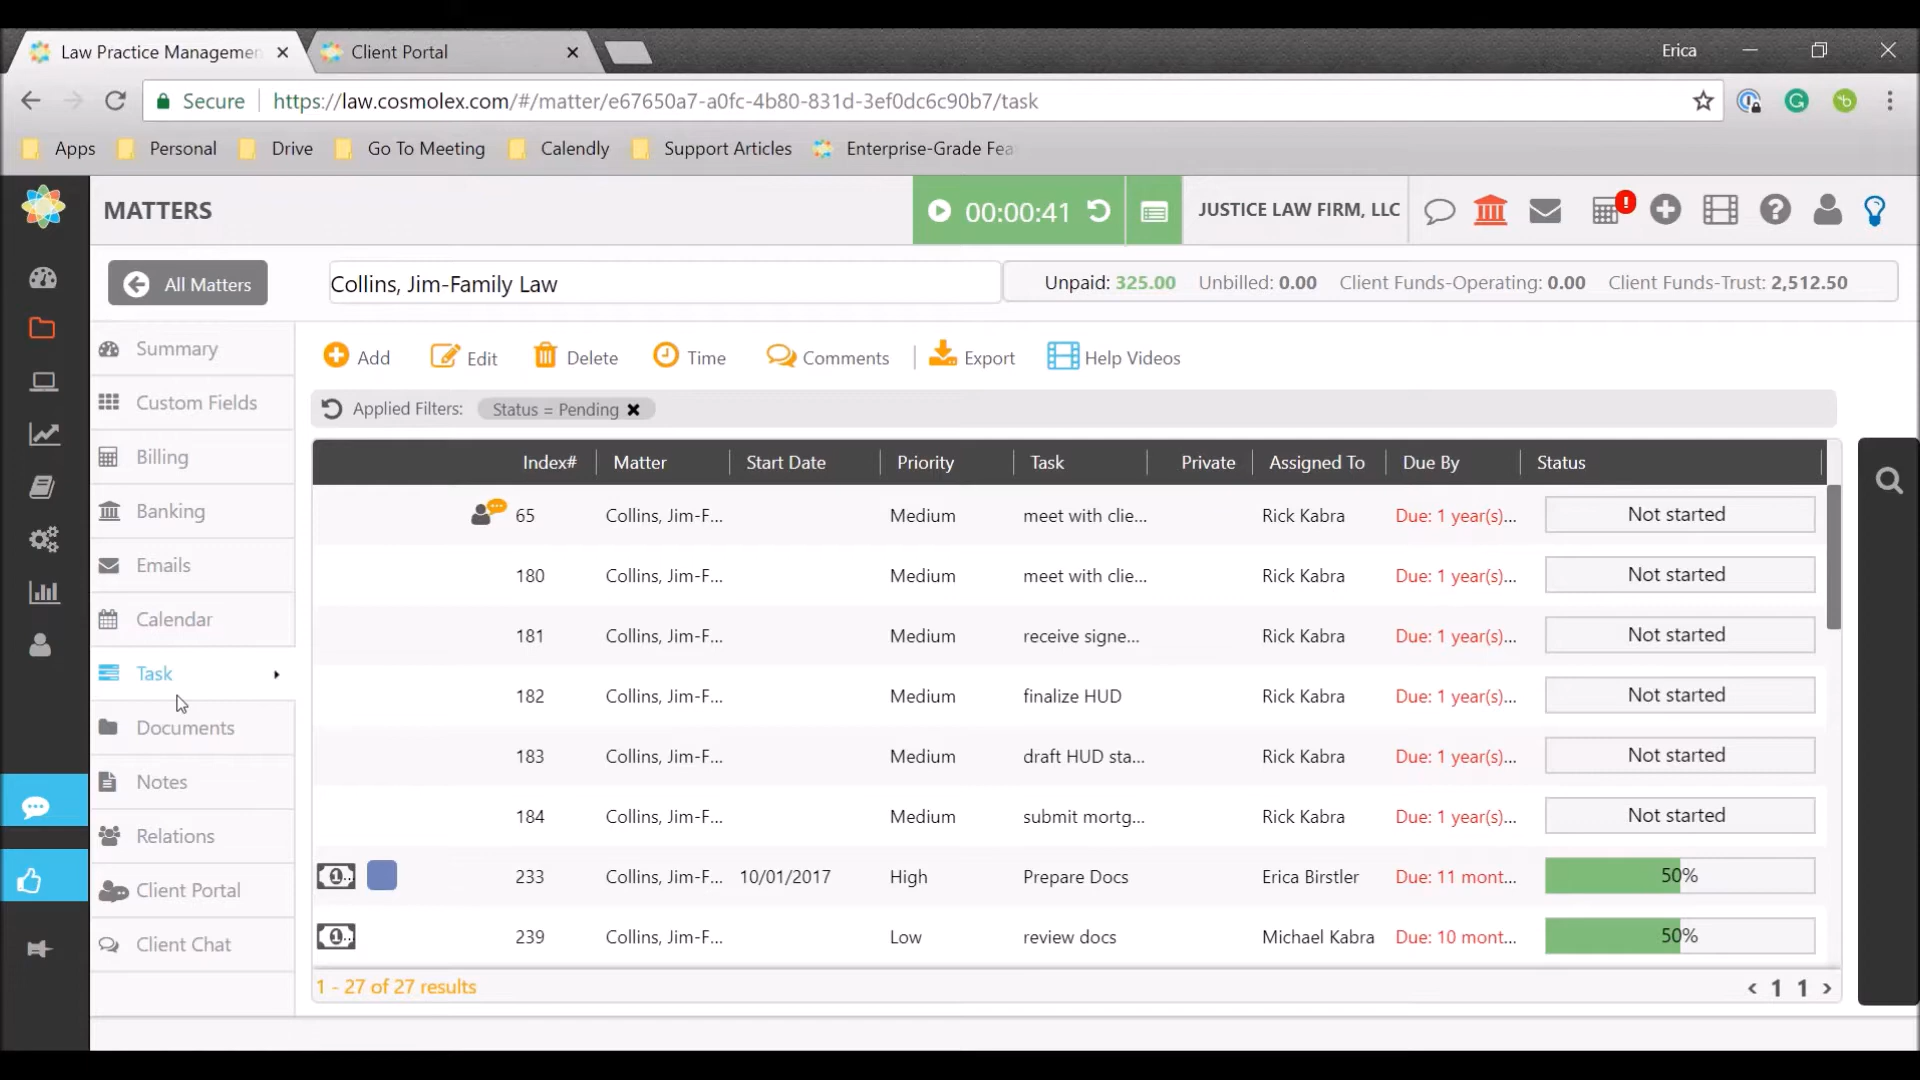 Law Practice Managemen
Client Portal
Erica
Secure https://law.cosmolex.com/#/matter/e67650a7-a0fc-4b80-831d-3ef0dc6c90b7/task
Apps Personal Drive Go To Meeting Calendly Support Articles Enterprise-Grade Fea
MATTERS
00:00:41
JUSTICE LAW FIRM, LLC
!
?
All Matters
Collins, Jim-Family Law
Unpaid: 325.00 Unbilled: 0.00 Client Funds-Operating: 0.00 Client Funds-Trust: 2,512.50
Summary
Custom Fields
Billing
Banking
Emails
Calendar
Task
Documents
Notes
Relations
Client Portal
Client Chat
Add Edit Delete Time Comments Export Help Videos
Applied Filters: Status = Pending
Index# Matter Start Date Priority Task Private Assigned To Due By Status
65 Collins, Jim-F... Medium meet with clie... Rick Kabra Due: 1 year(s)... Not started
180 Collins, Jim-F... Medium meet with clie... Rick Kabra Due: 1 year(s)... Not started
181 Collins, Jim-F... Medium receive signe... Rick Kabra Due: 1 year(s)... Not started
182 Collins, Jim-F... Medium finalize HUD Rick Kabra Due: 1 year(s)... Not started
183 Collins, Jim-F... Medium draft HUD sta... Rick Kabra Due: 1 year(s)... Not started
184 Collins, Jim-F... Medium submit mortg... Rick Kabra Due: 1 year(s)... Not started
233 Collins, Jim-F... 10/01/2017 High Prepare Docs Erica Birstler Due: 11 mont... 50%
239 Collins, Jim-F... Low review docs Michael Kabra Due: 10 mont... 50%
1 - 27 of 27 results
< 1 1 >